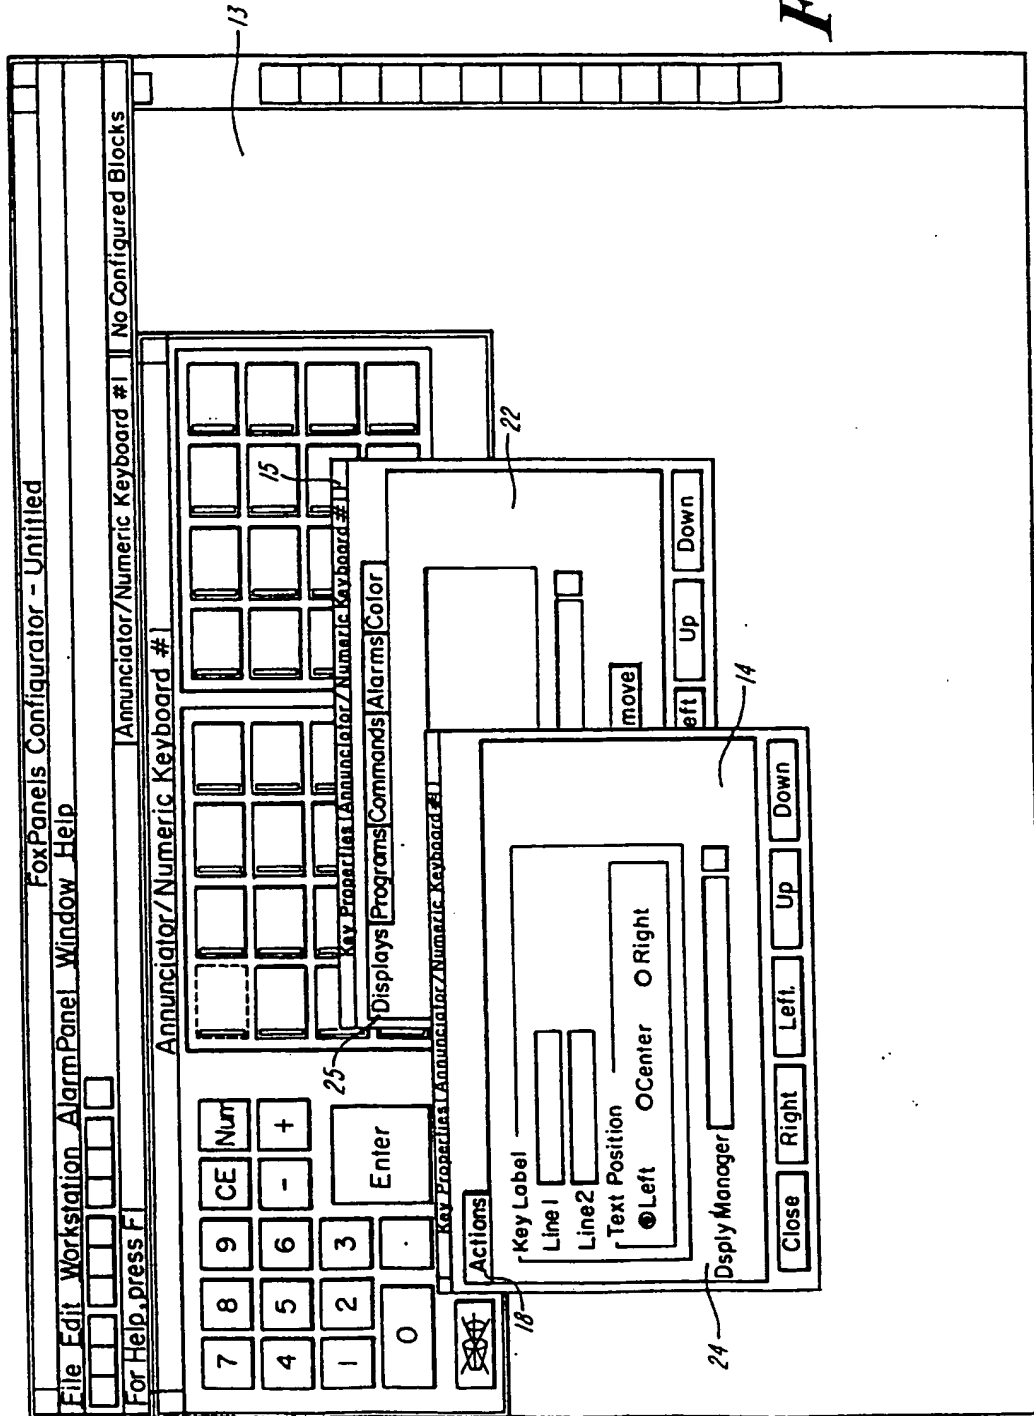 FoxPanels Configurator - Untitled
File Edit Workstation AlarmPanel Window Help
For Help, press F1
Annunciator/Numeric Keyboard #1
No Configured Blocks
13
Annunciator/Numeric Keyboard #1
7 8 9 CE Num
4 5 6 - +
1 2 3 Enter
0 .
15
Key Properties (Annunciator/Numeric Keyboard #1
25
Displays Programs Commands Alarms Color
22
move
eft Up Down
Key Properties (Annunciator/Numeric Keyboard #1
18
Actions
Key Label
Line 1
Line2
Text Position
Left Center Right
14
24
Dsply Manager
Close Right Left. Up Down
F